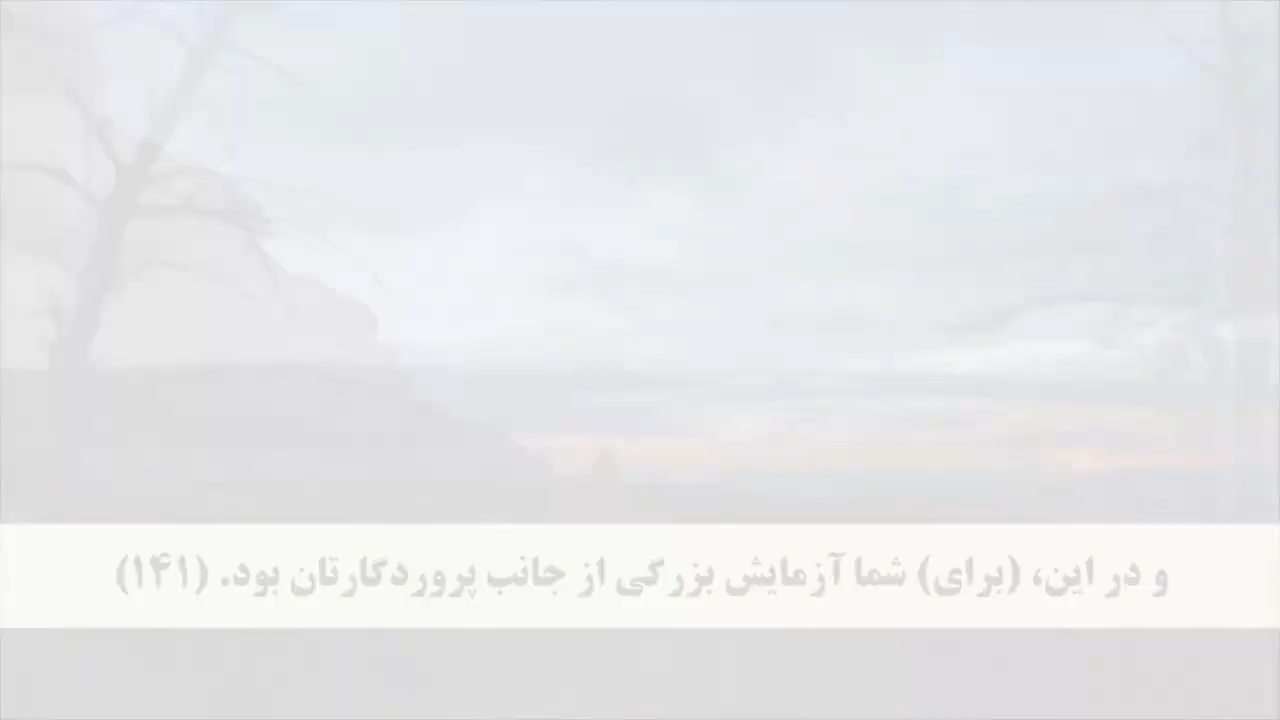 و در این، (برای) شما آزمایش بزرگی از جانب پروردگارتان بود. (۱۴۱)